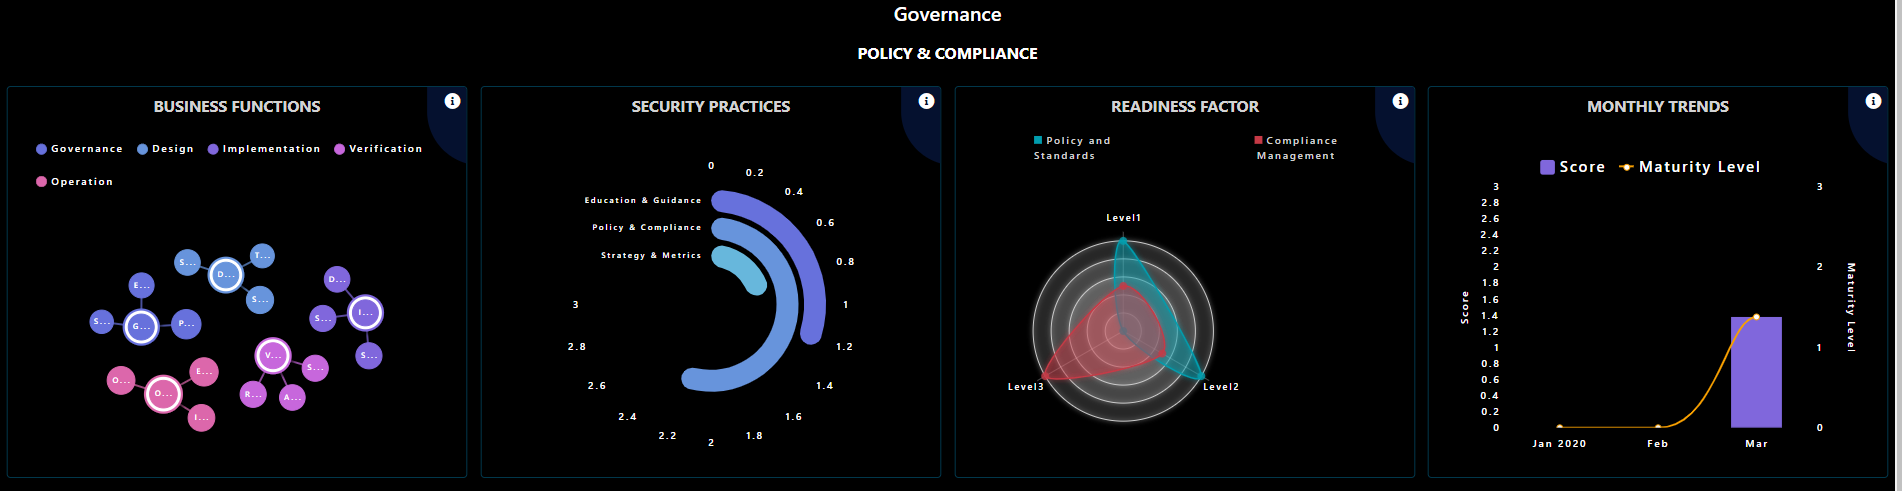 Governance
POLICY & COMPLIANCE
BUSINESS FUNCTIONS
Governance Design Implementation Verification
Operation
S...
D...
T...
S...
E...
S...
G...
P...
D...
S...
I...
S...
V...
S...
R...
A...
O...
E...
O...
I...
SECURITY PRACTICES
0
0.2
0.4
0.6
0.8
1
1.2
1.4
1.6
1.8
2
2.2
2.4
2.6
2.8
3
Education & Guidance
Policy & Compliance
Strategy & Metrics
READINESS FACTOR
Policy and
Standards
Compliance
Management
Level1
Level2
Level3
MONTHLY TRENDS
Score Maturity Level
3
2.8
2.6
2.4
2.2
2
1.8
1.6
1.4
1.2
1
0.8
0.6
0.4
0.2
0
Score
3
2
1
0
Maturity Level
Jan 2020 Feb Mar